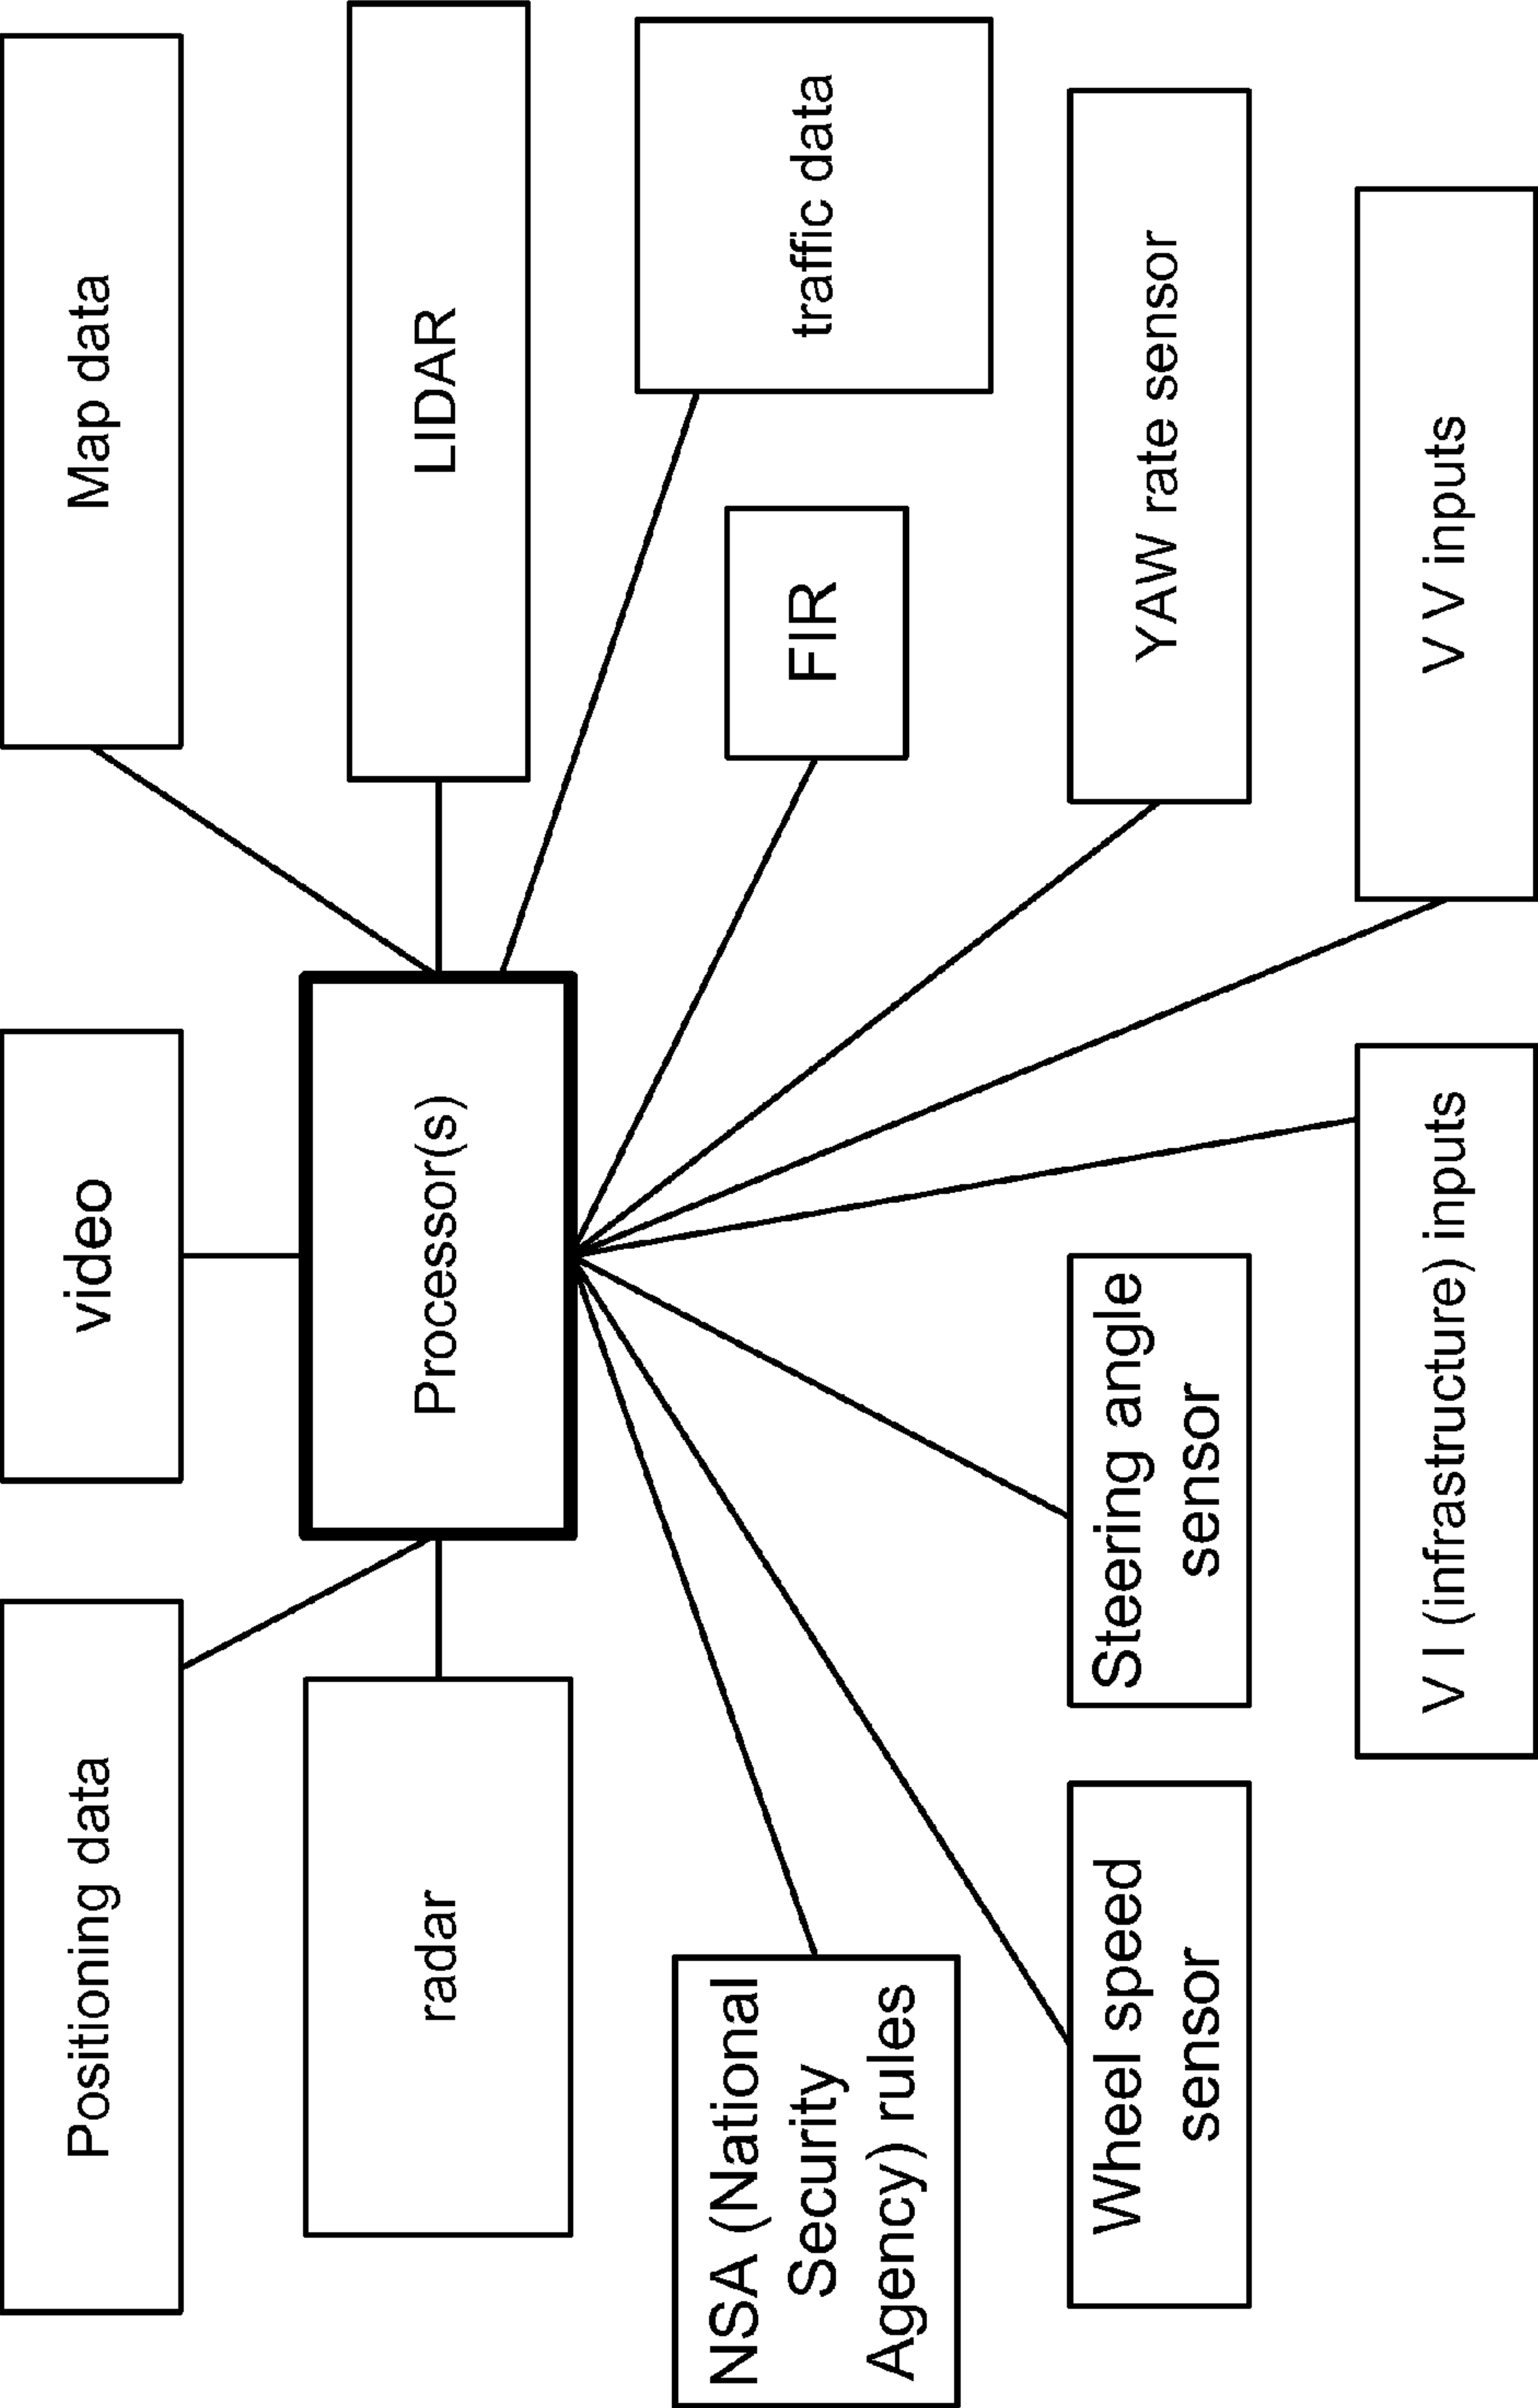 Positioning data
video
Map data
radar
Processor(s)
LIDAR
NSA (National
Security
Agency) rules
FIR
traffic data
Wheel speed
sensor
Steering angle
sensor
YAW rate sensor
V I (infrastructure) inputs
V V inputs